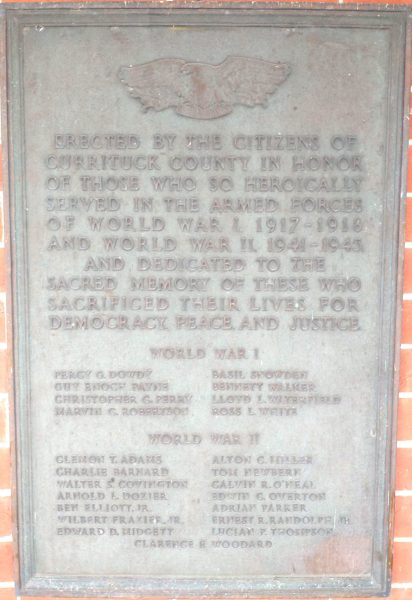 ERECTED BY THE CITIZENS OF
CURRITUCK COUNTY IN HONOR
OF THOSE WHO SO HEROICALLY
SERVED IN THE ARMED FORCES
OF WORLD WAR I, 1917-1918
AND WORLD WAR II, 1941-1945,
AND DEDICATED TO THE
SACRED MEMORY OF THESE WHO
SACRIFICED THEIR LIVES FOR
DEMOCRACY, PEACE, AND JUSTICE.
WORLD WAR I
PERCY O. DOWDY BASIL SNOWDEN
GUY ENOCH PAYNE BENNETT WALKER
CHRISTOPHER C. PERRY LLOYD L. WATERFIELD
MARVIN C. ROBERTSON ROSS L. WHITE
WORLD WAR II
GLEMON T. ADAMS ALTON C.
CHARLIE BARNARD TOM NEWBERN
WALTER S. COVINGTON CALVIN R. O'NEAL
ARNOLD L. DOZIER EDWIN G. OVERTON
BEN ELLIOTT, JR. ADRIAN PARKER
WILBERT FRAZIER, JR. ERNEST R. RANDOLPH, JR.
EDWARD D. MIDGETT LUCIAN P. THOMPSON
CLARENCE F. WOODARD